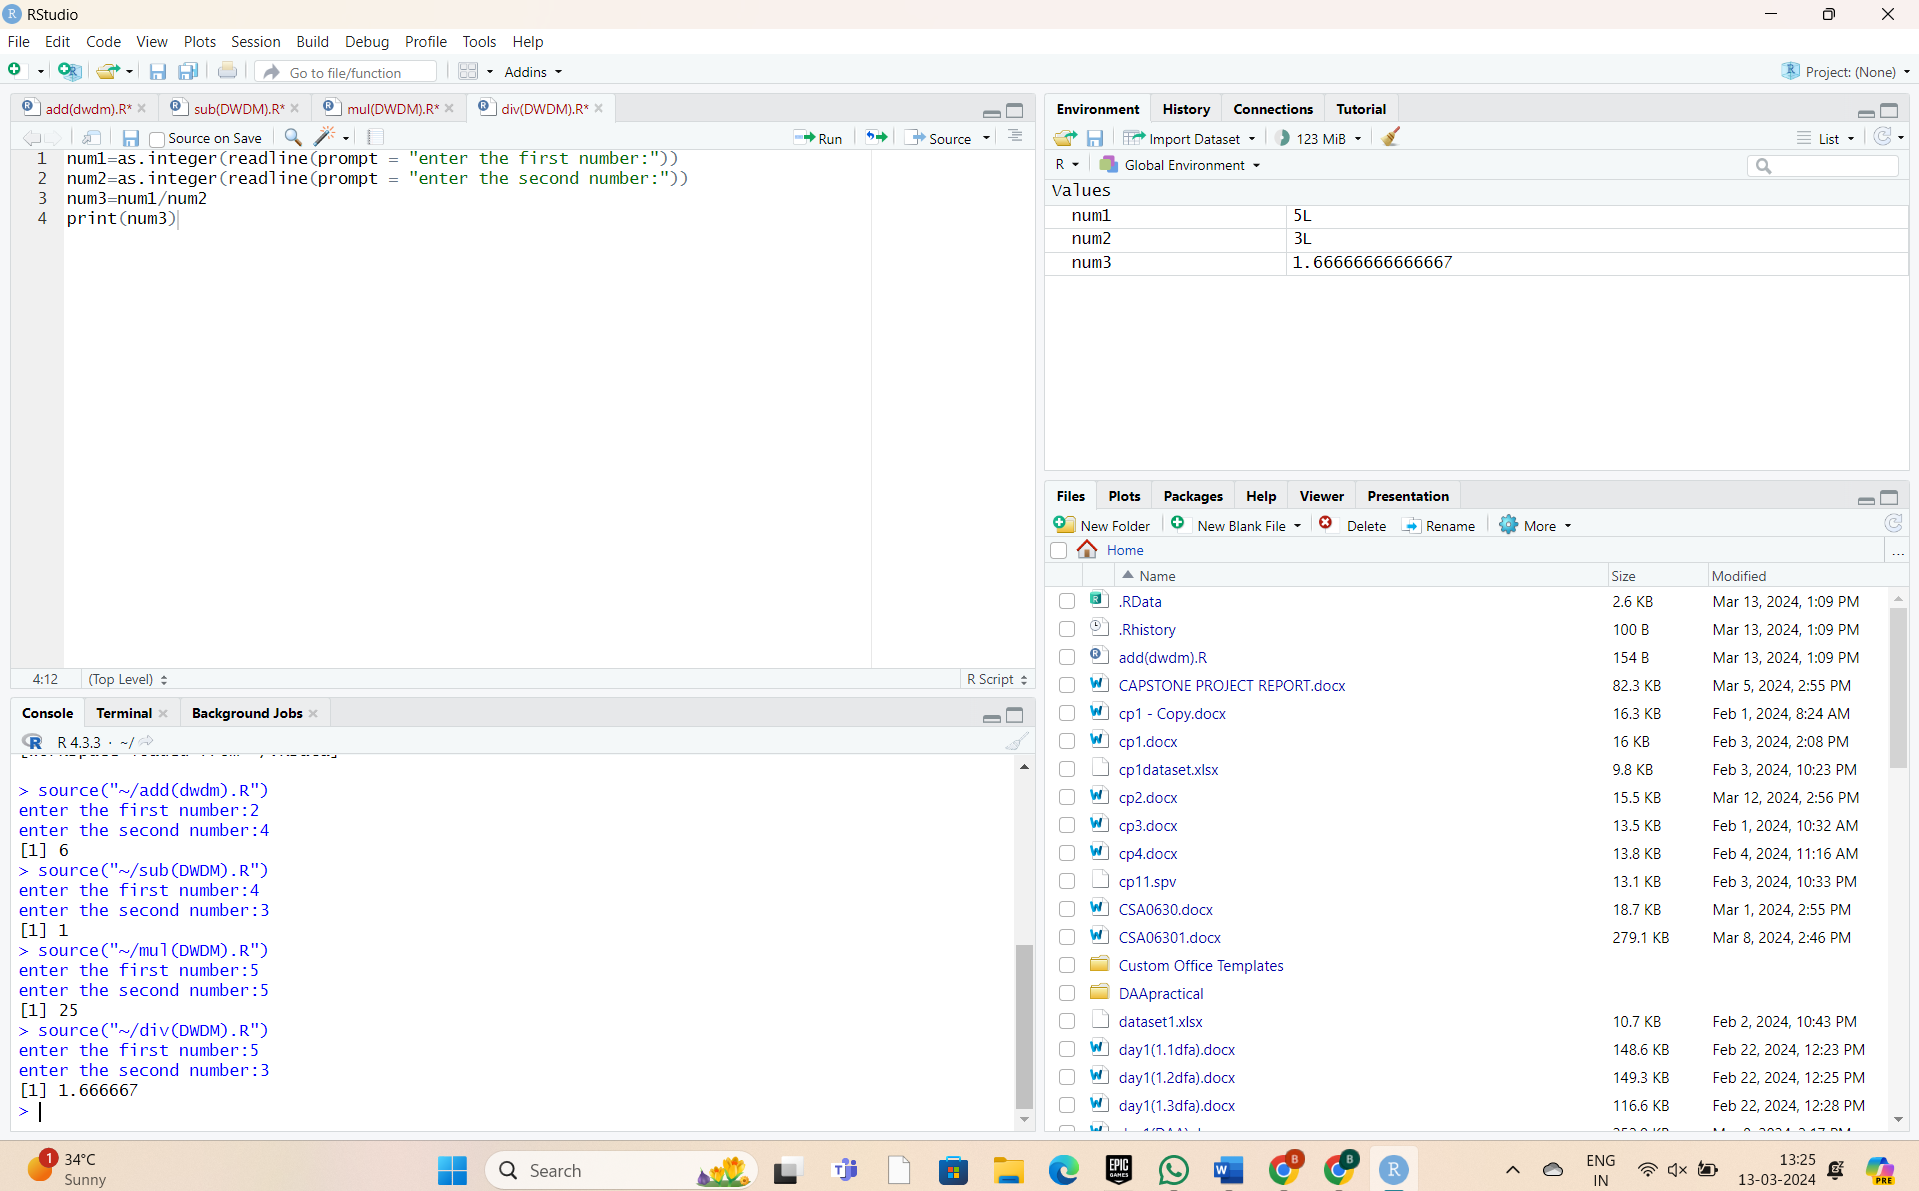 RStudio
File Edit Code View Plots Session Build Debug Profile Tools Help
Go to file/function Addins Project: (None)
add(dwdm).R* sub(DWDM).R* mul(DWDM).R* div(DWDM).R*
Source on Save Run Source
1 num1=as.integer(readline(prompt = "enter the first number:"))
2 num2=as.integer(readline(prompt = "enter the second number:"))
3 num3=num1/num2
4 print(num3)
4:12 (Top Level) R Script
Console Terminal Background Jobs
R 4.3.3 · ~/
> source("~/add(dwdm).R")
enter the first number:2
enter the second number:4
[1] 6
> source("~/sub(DWDM).R")
enter the first number:4
enter the second number:3
[1] 1
> source("~/mul(DWDM).R")
enter the first number:5
enter the second number:5
[1] 25
> source("~/div(DWDM).R")
enter the first number:5
enter the second number:3
[1] 1.666667
>
Environment History Connections Tutorial
Import Dataset 123 MiB List
R Global Environment
Values
num1 5L
num2 3L
num3 1.66666666666667
Files Plots Packages Help Viewer Presentation
New Folder New Blank File Delete Rename More
Home ...
Name Size Modified
.RData 2.6 KB Mar 13, 2024, 1:09 PM
.Rhistory 100 B Mar 13, 2024, 1:09 PM
add(dwdm).R 154 B Mar 13, 2024, 1:09 PM
CAPSTONE PROJECT REPORT.docx 82.3 KB Mar 5, 2024, 2:55 PM
cp1 - Copy.docx 16.3 KB Feb 1, 2024, 8:24 AM
cp1.docx 16 KB Feb 3, 2024, 2:08 PM
cp1dataset.xlsx 9.8 KB Feb 3, 2024, 10:23 PM
cp2.docx 15.5 KB Mar 12, 2024, 2:56 PM
cp3.docx 13.5 KB Feb 1, 2024, 10:32 AM
cp4.docx 13.8 KB Feb 4, 2024, 11:16 AM
cp11.spv 13.1 KB Feb 3, 2024, 10:33 PM
CSA0630.docx 18.7 KB Mar 1, 2024, 2:55 PM
CSA06301.docx 279.1 KB Mar 8, 2024, 2:46 PM
Custom Office Templates
DAApractical
dataset1.xlsx 10.7 KB Feb 2, 2024, 10:43 PM
day1(1.1dfa).docx 148.6 KB Feb 22, 2024, 12:23 PM
day1(1.2dfa).docx 149.3 KB Feb 22, 2024, 12:25 PM
day1(1.3dfa).docx 116.6 KB Feb 22, 2024, 12:28 PM
1 34°C
Sunny
Search
EPIC GAMES
B
B
R
ENG
IN
13:25
13-03-2024
PRE